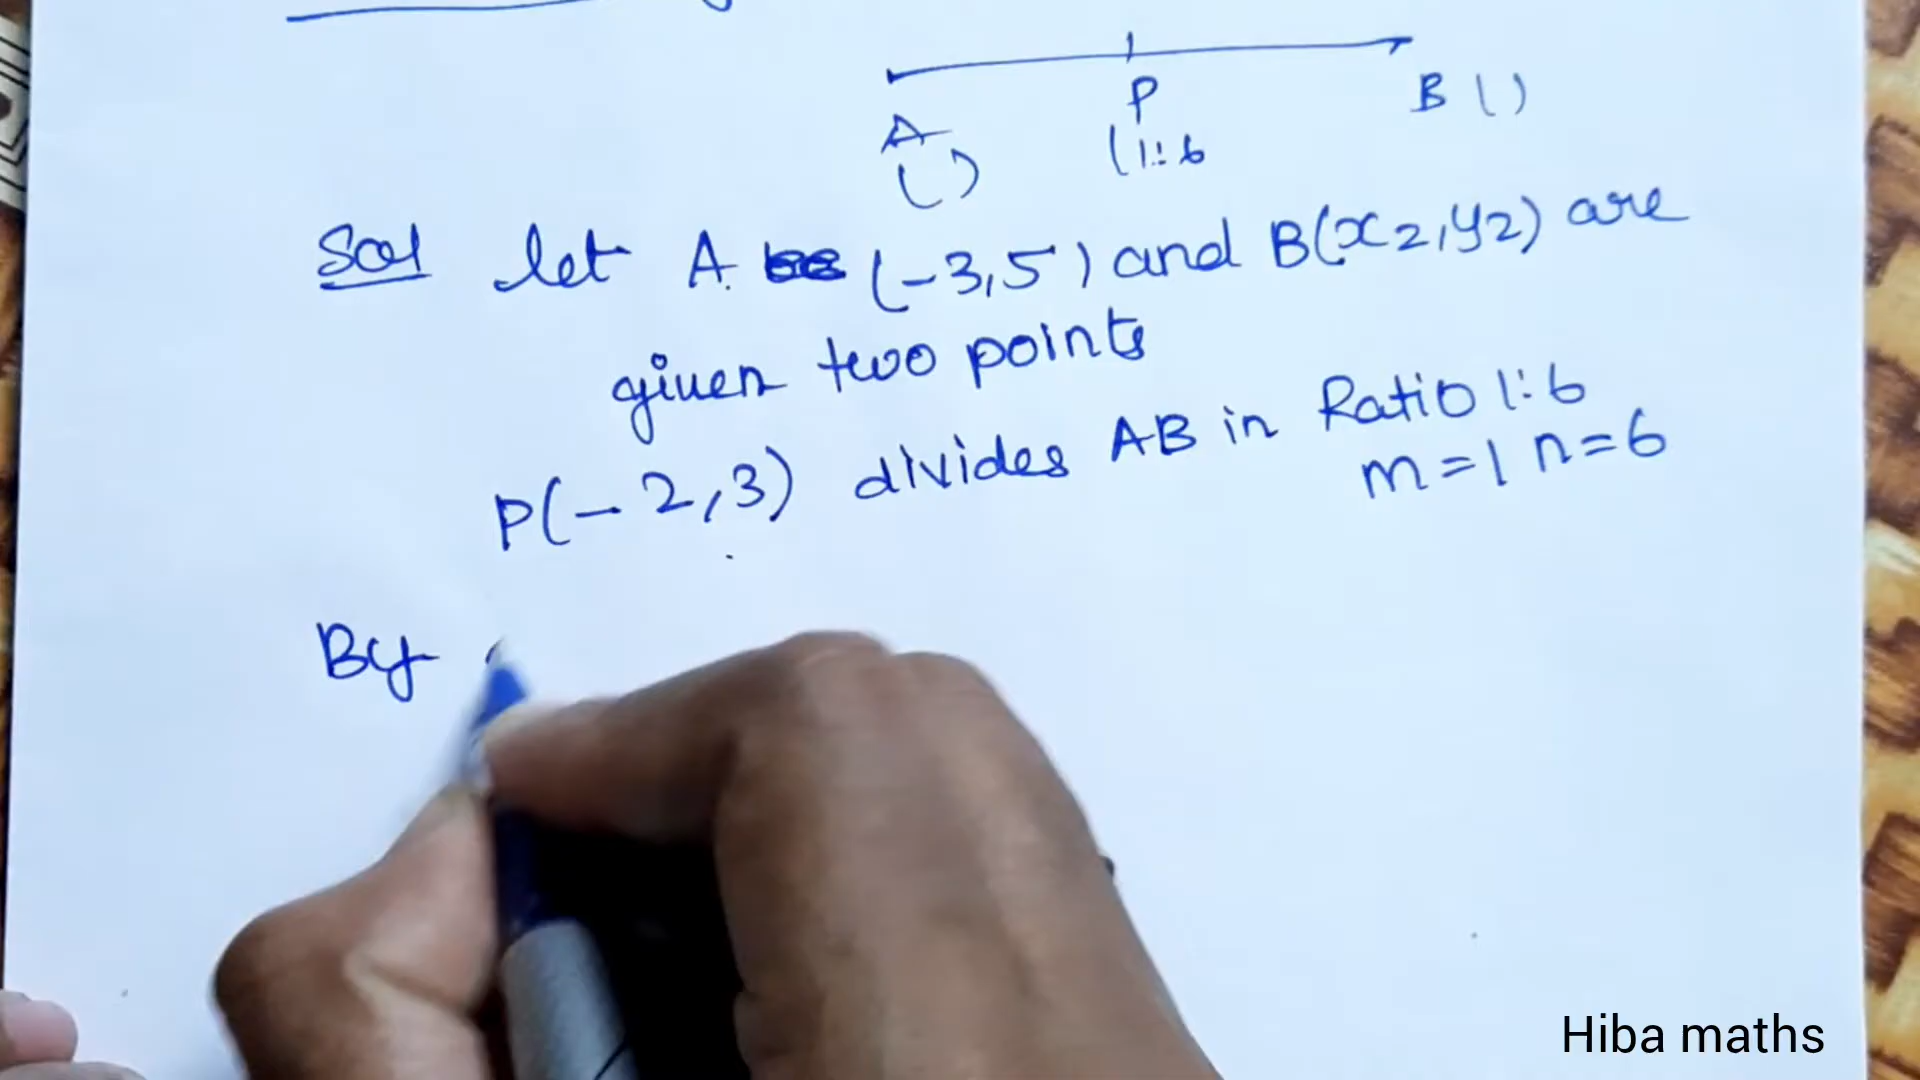 P
B ( )
A
( )
(1:6
Sol let A (-3,5) and B(x2,y2) are
given two points
P(-2,3) divides AB in Ratio 1:6
m=1 n=6
By
Hiba maths